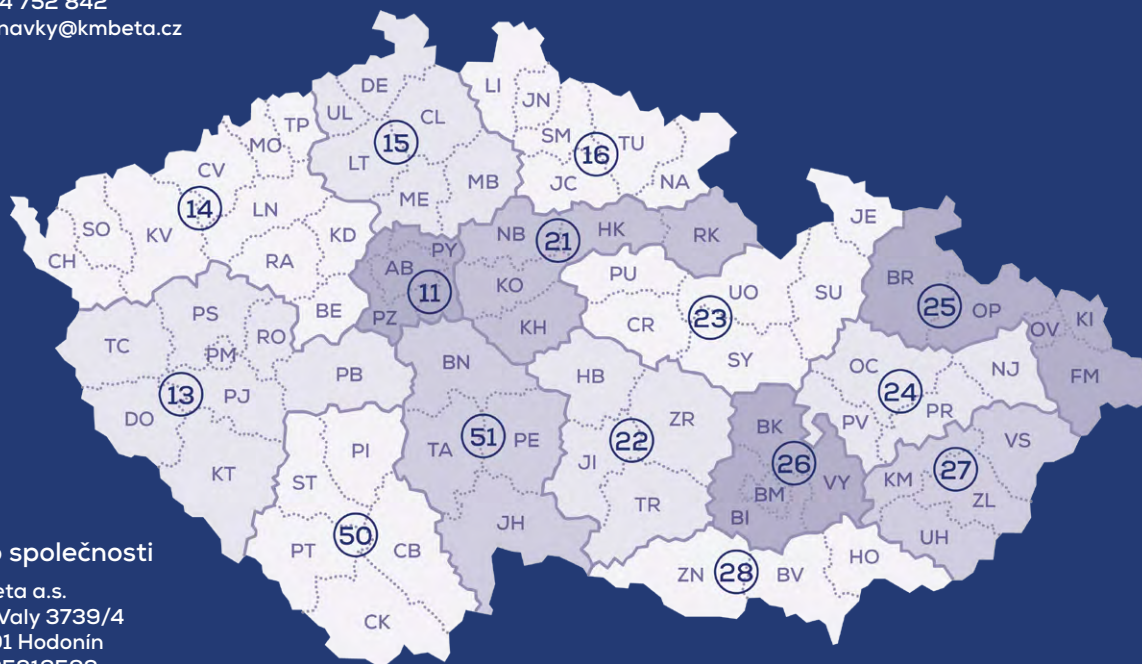 4 752 842
navky@kmbeta.cz
DE
LI
JN
UL
CL
TP
MO
SM
TU
15
16
LT
CV
MB
JC
NA
ME
14
LN
SO
KV
KD
NB
21
HK
RK
JE
CH
RA
PY
AB
11
KO
PU
UO
SU
BR
25
OP
PS
BE
PZ
KH
CR
23
OV
KI
RO
TC
PM
SY
PB
BN
HB
OC
NJ
FM
13
PJ
24
PR
DO
ZR
PV
PI
TA
51
PE
22
BK
VS
KT
JI
26
27
ST
BM
VY
KM
ZL
TR
BI
JH
UH
50
PT
CB
HO
ZN
28
BV
CK
společnosti
eta a.s.
Valy 3739/4
01 Hodonín